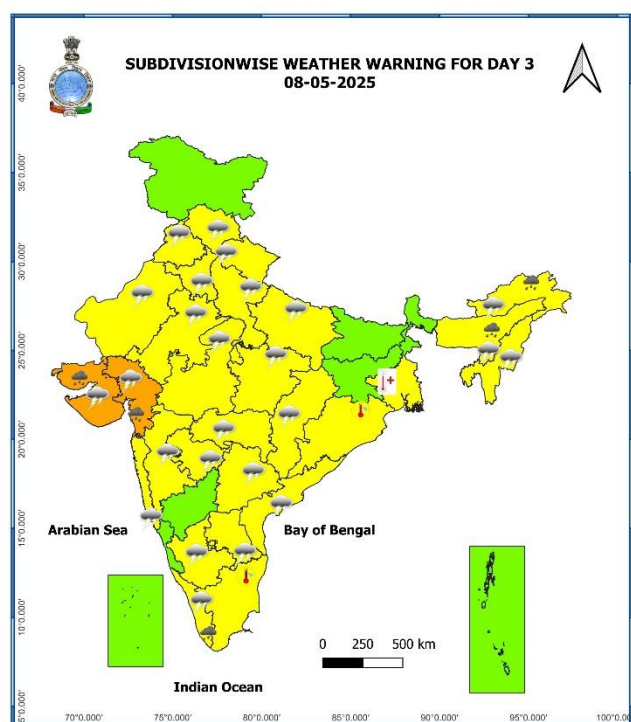 SUBDIVISIONWISE WEATHER WARNING FOR DAY 3
08-05-2025
40°0.000'
35°0.000'
30°0.000'
25°0.000'
20°0.000'
15°0.000'
10°0.000'
5°0.000'
Arabian Sea
Bay of Bengal
0 250 500 km
Indian Ocean
70°0.000' 75°0.000' 80°0.000' 85°0.000' 90°0.000' 95°0.000' 100°0.0